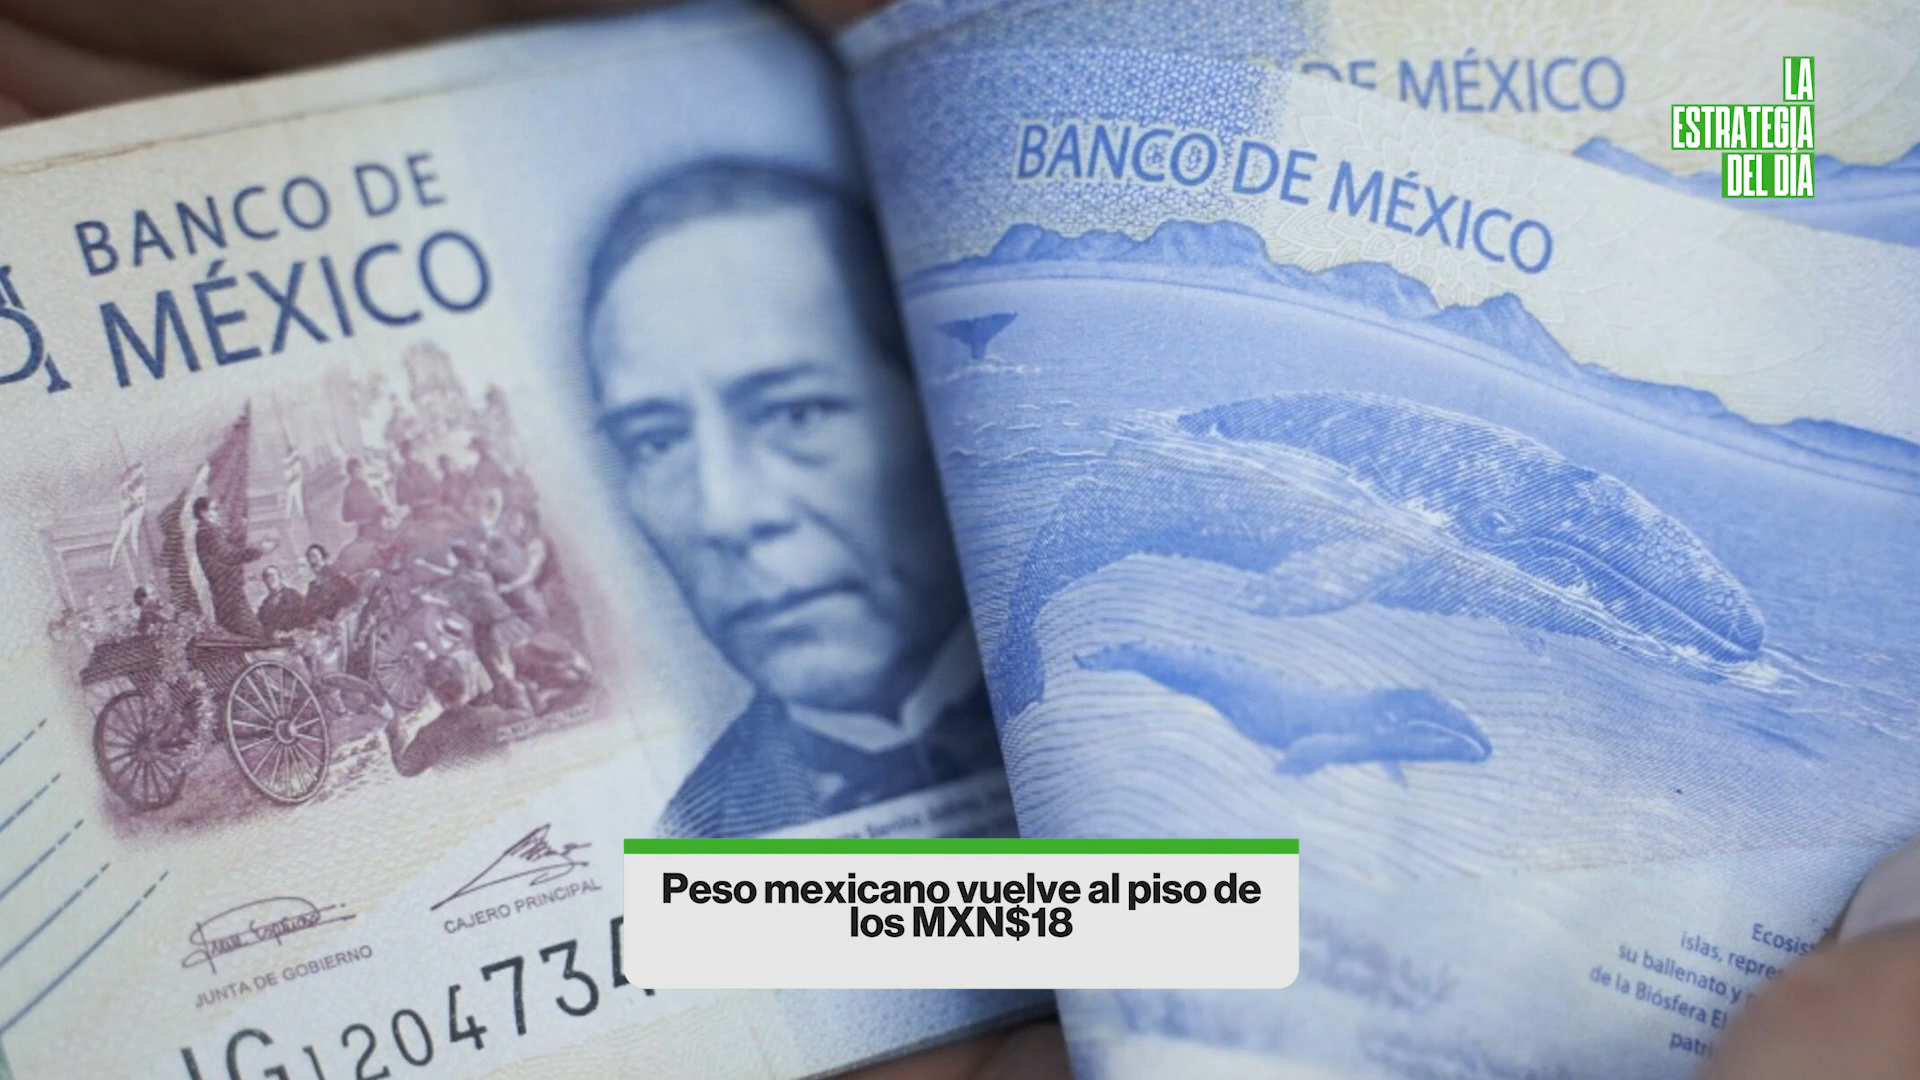 BANCO DE
MÉXICO
JUNTA DE GOBIERNO
CAJERO PRINCIPAL
DE MÉXICO
BANCO DE MÉXICO
LA
ESTRATEGIA
DEL DÍA
Peso mexicano vuelve al piso de
los MXN$18
islas,
su ballenato y
de la Biósfera El